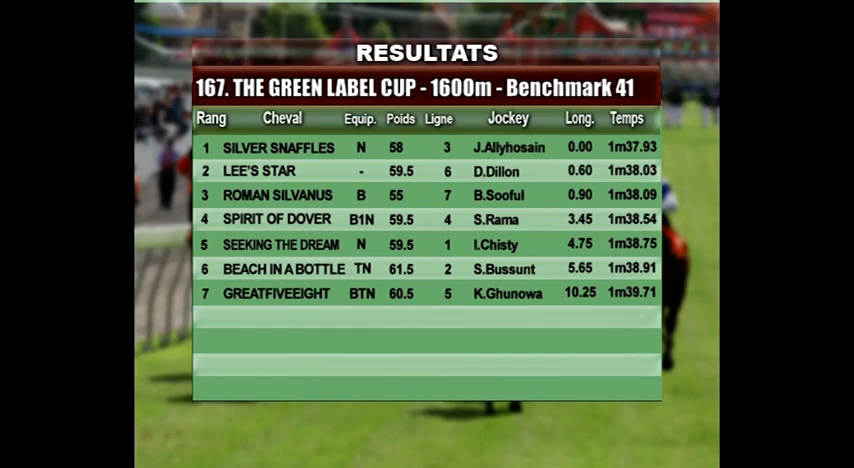 RESULTATS
167. THE GREEN LABEL CUP - 1600m - Benchmark 41
Rang Cheval Equip. Poids Ligne Jockey Long. Temps
1 SILVER SNAFFLES N 58 3 J.Allyhosain 0.00 1m37.93
2 LEE'S STAR - 59.5 6 D.Dillon 0.60 1m38.03
3 ROMAN SILVANUS B 55 7 B.Sooful 0.90 1m38.09
4 SPIRIT OF DOVER B1N 59.5 4 S.Rama 3.45 1m38.54
5 SEEKING THE DREAM N 59.5 1 I.Chisty 4.75 1m38.75
6 BEACH IN A BOTTLE TN 61.5 2 S.Bussunt 5.65 1m38.91
7 GREATFIVEEIGHT BTN 60.5 5 K.Ghunowa 10.25 1m39.71